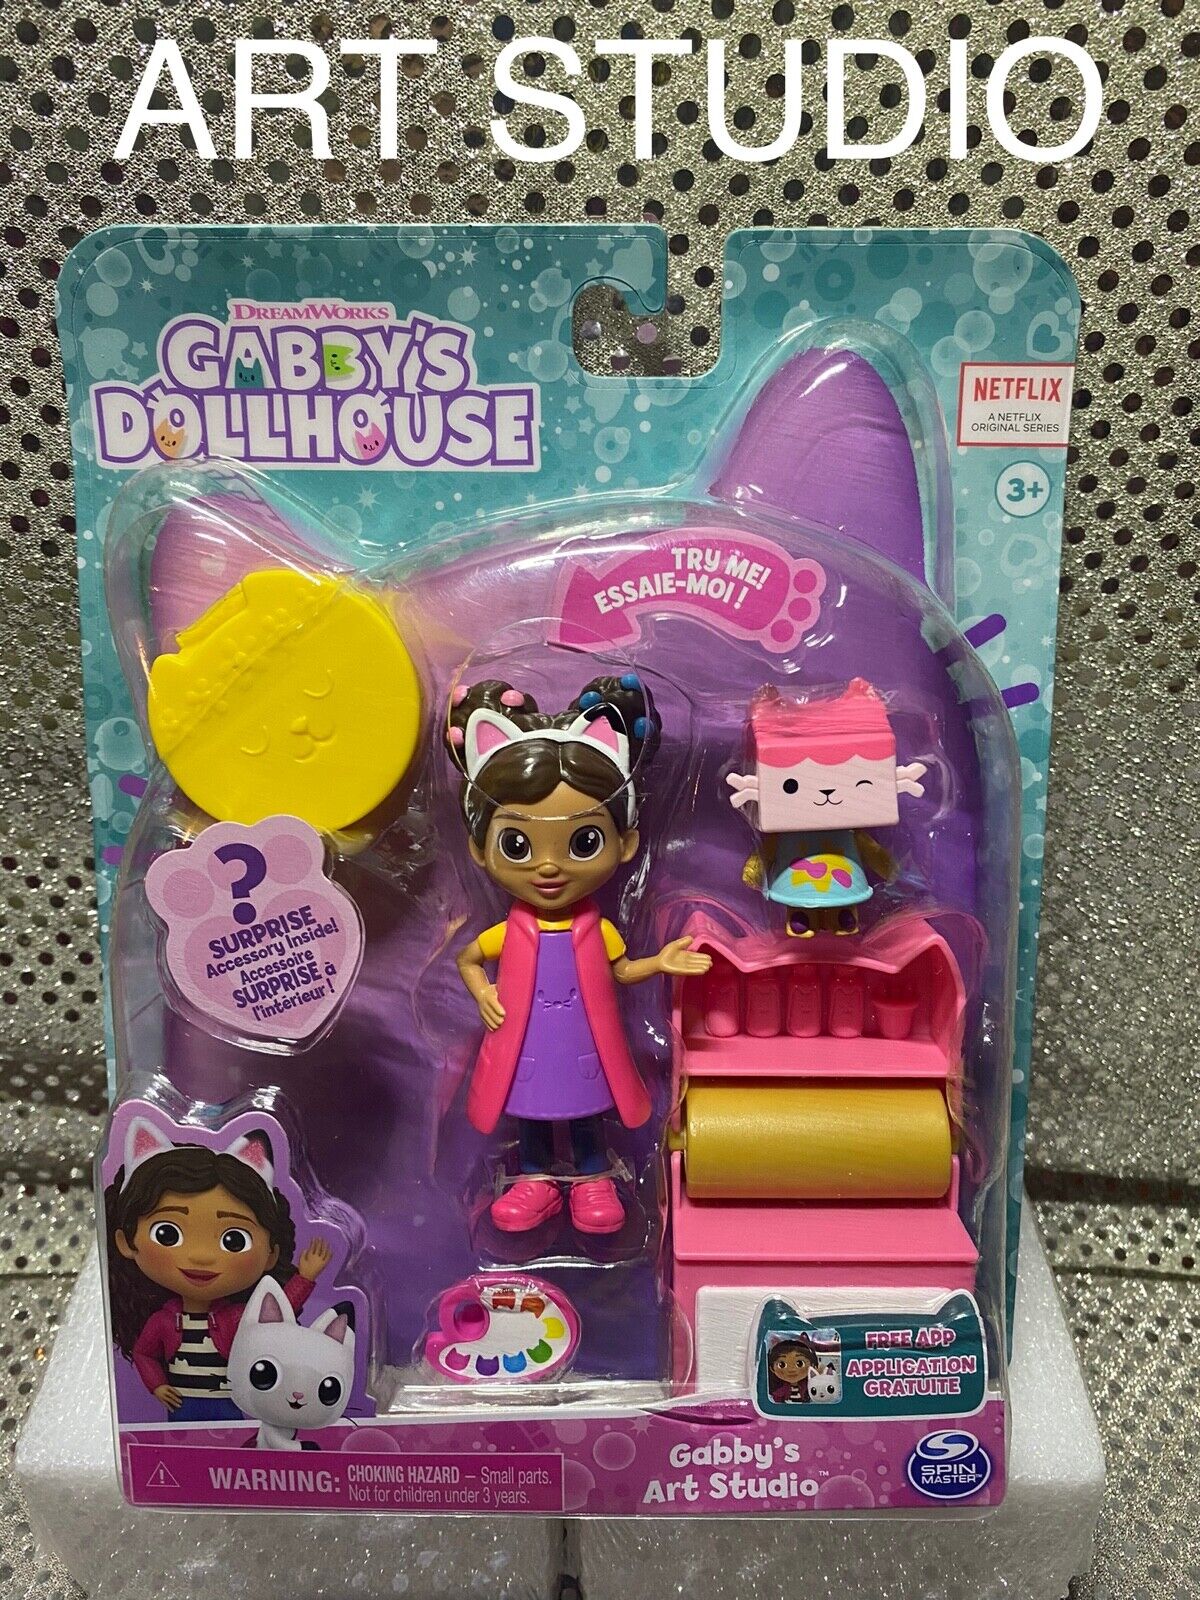 ART STUDIO
DREAMWORKS
GABBY'S
DOLLHOUSE
NETFLIX
A NETFLIX
ORIGINAL SERIES
3+
TRY ME!
ESSAIE-MOI !
?
SURPRISE
Accessory Inside!
Accessoire
SURPRISE à
l'intérieur !
FREE APP
APPLICATION
GRATUITE
Gabby's
Art Studio™
SPIN
MASTER™
WARNING: CHOKING HAZARD – Small parts.
Not for children under 3 years.